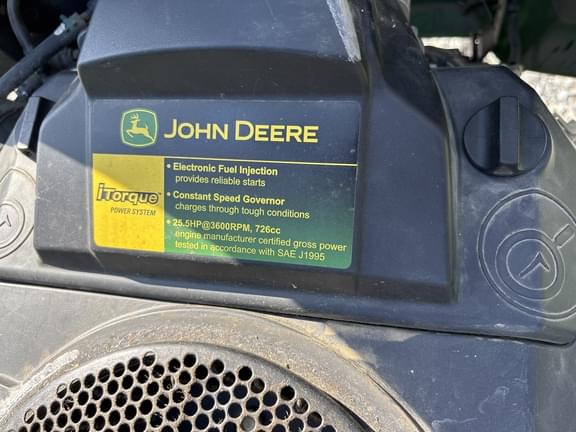 JOHN DEERE
iTorque™
POWER SYSTEM
• Electronic Fuel Injection
provides reliable starts
• Constant Speed Governor
charges through tough conditions
• 25.5HP@3600RPM, 726cc
engine manufacturer certified gross power
tested in accordance with SAE J1995